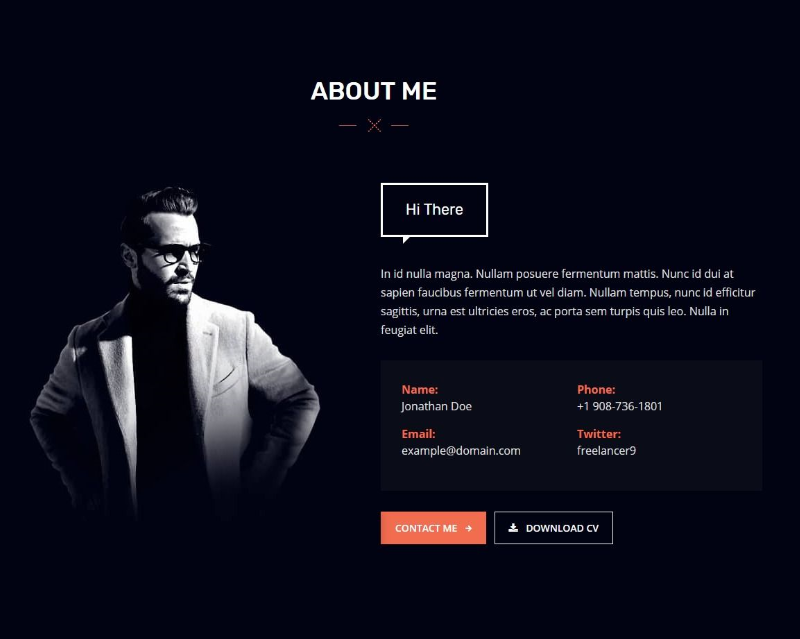 ABOUT ME
Hi There
In id nulla magna. Nullam posuere fermentum mattis. Nunc id dui at
sapien faucibus fermentum ut vel diam. Nullam tempus, nunc id efficitur
sagittis, urna est ultricies eros, ac porta sem turpis quis leo. Nulla in
feugiat elit.
Name:
Jonathan Doe
Phone:
+1 908-736-1801
Email:
example@domain.com
Twitter:
freelancer9
CONTACT ME
DOWNLOAD CV